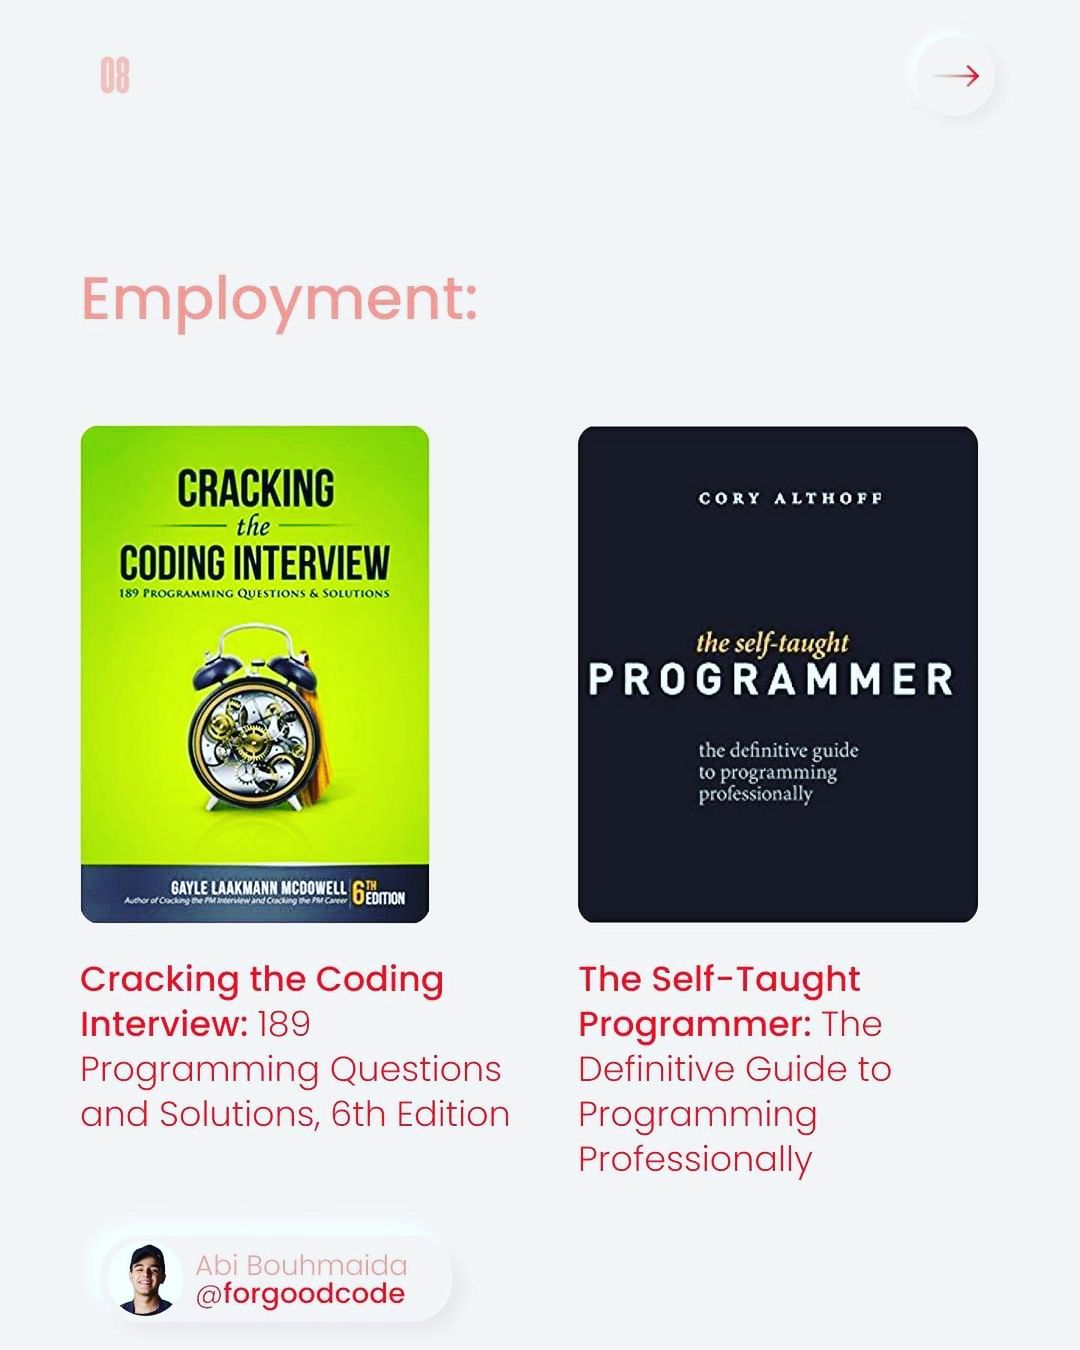 08
Employment:
CRACKING
the
CODING INTERVIEW
189 PROGRAMMING QUESTIONS & SOLUTIONS
GAYLE LAAKMANN MCDOWELL
Author of Cracking the PM Interview and Cracking the PM Career
6TH EDITION
CORY ALTHOFF
the self-taught
PROGRAMMER
the definitive guide
to programming
professionally
Cracking the Coding
Interview: 189
Programming Questions
and Solutions, 6th Edition
The Self-Taught
Programmer: The
Definitive Guide to
Programming
Professionally
Abi Bouhmaida
@forgoodcode